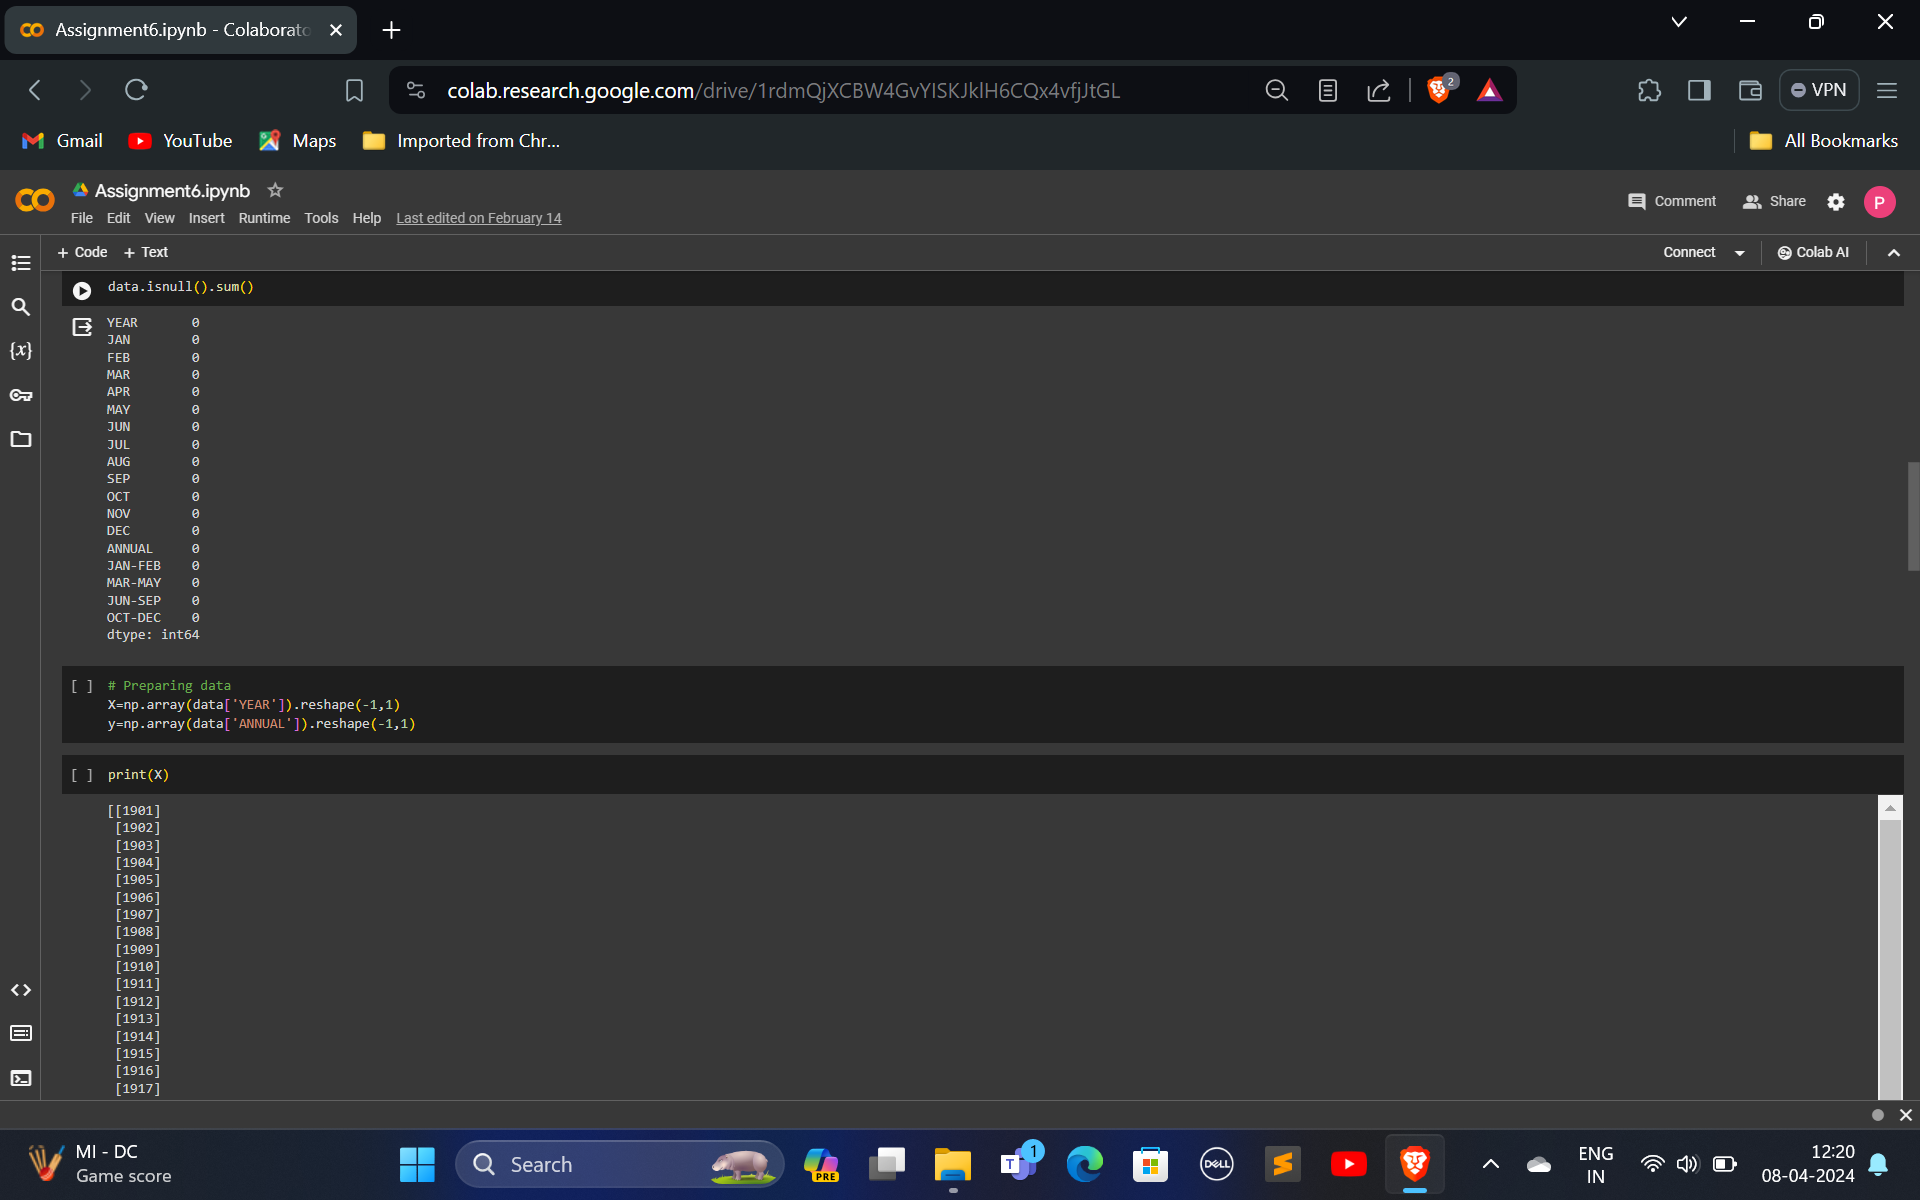 Assignment6.ipynb - Colaborato
colab.research.google.com/drive/1rdmQjXCBW4GvYISKJklH6CQx4vfjJtGL
2
VPN
Gmail
YouTube
Maps
Imported from Chr...
All Bookmarks
Assignment6.ipynb
File Edit View Insert Runtime Tools Help Last edited on February 14
Comment
Share
P
+ Code + Text
Connect
Colab AI
data.isnull().sum()
YEAR 0
JAN 0
FEB 0
MAR 0
APR 0
MAY 0
JUN 0
JUL 0
AUG 0
SEP 0
OCT 0
NOV 0
DEC 0
ANNUAL 0
JAN-FEB 0
MAR-MAY 0
JUN-SEP 0
OCT-DEC 0
dtype: int64
[ ] # Preparing data
X=np.array(data['YEAR']).reshape(-1,1)
y=np.array(data['ANNUAL']).reshape(-1,1)
[ ] print(X)
[[1901]
[1902]
[1903]
[1904]
[1905]
[1906]
[1907]
[1908]
[1909]
[1910]
[1911]
[1912]
[1913]
[1914]
[1915]
[1916]
[1917]
{x}
MI - DC
Game score
Search
PRE
T
1
DELL
ENG
IN
12:20
08-04-2024